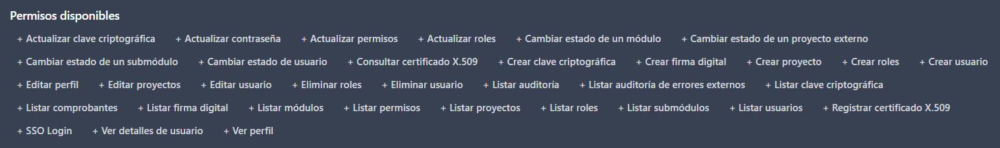 Permisos disponibles
+ Actualizar clave criptográfica + Actualizar contraseña + Actualizar permisos + Actualizar roles + Cambiar estado de un módulo + Cambiar estado de un proyecto externo
+ Cambiar estado de un submódulo + Cambiar estado de usuario + Consultar certificado X.509 + Crear clave criptográfica + Crear firma digital + Crear proyecto + Crear roles + Crear usuario
+ Editar perfil + Editar proyectos + Editar usuario + Eliminar roles + Eliminar usuario + Listar auditoría + Listar auditoría de errores externos + Listar clave criptográfica
+ Listar comprobantes + Listar firma digital + Listar módulos + Listar permisos + Listar proyectos + Listar roles + Listar submódulos + Listar usuarios + Registrar certificado X.509
+ SSO Login + Ver detalles de usuario + Ver perfil